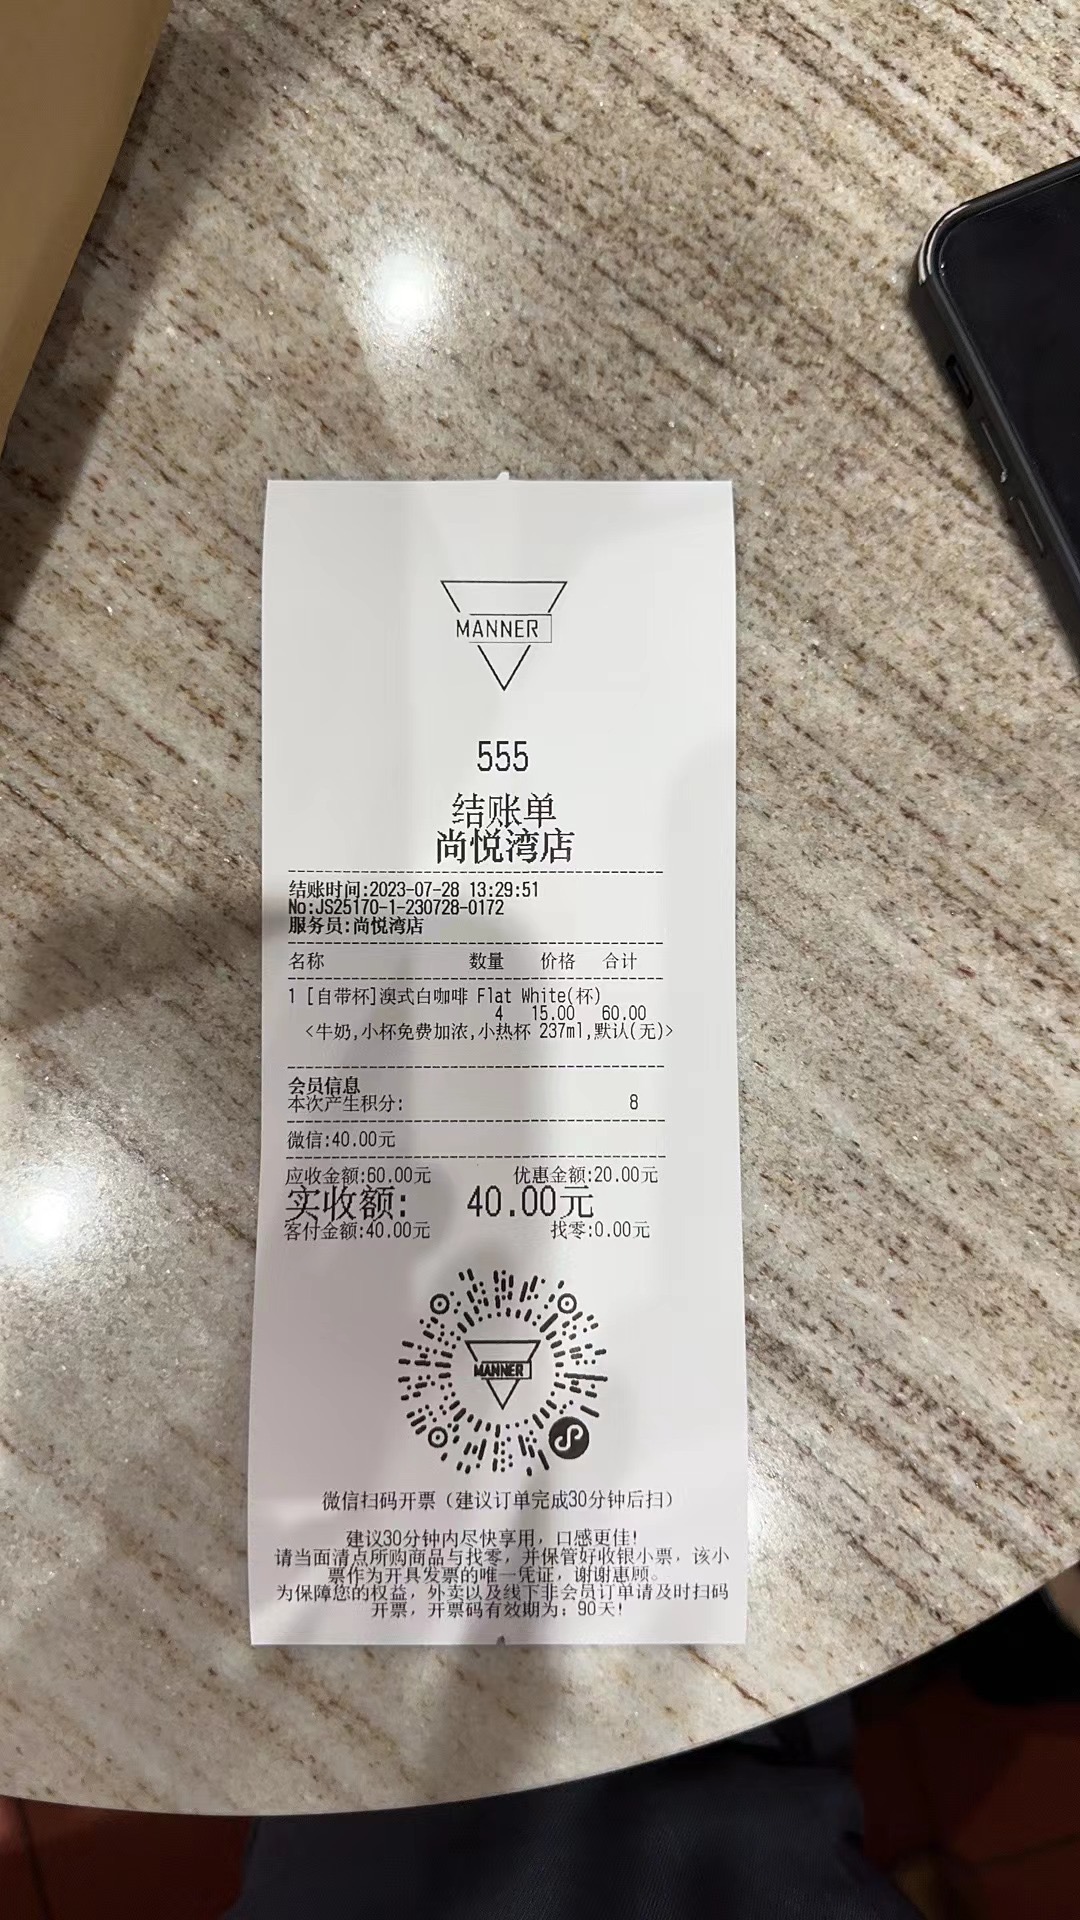 MANNER
555
结账单
尚悦湾店
结账时间:2023-07-28 13:29:51
No:JS25170-1-230728-0172
服务员:尚悦湾店
名称 数量 价格 合计
1 [自带杯]澳式白咖啡 Flat White(杯)
4 15.00 60.00
<牛奶,小杯免费加浓,小热杯 237ml,默认(无)>
会员信息
本次产生积分: 8
微信:40.00元
应收金额:60.00元 优惠金额:20.00元
实收额: 40.00元
客付金额:40.00元 找零:0.00元
MANNER
微信扫码开票（建议订单完成30分钟后扫）
建议30分钟内尽快享用，口感更佳！
请当面清点所购商品与找零，并保管好收银小票，该小
票作为开具发票的唯一凭证，谢谢惠顾。
为保障您的权益，外卖以及线下非会员订单请及时扫码
开票，开票码有效期为：90天！